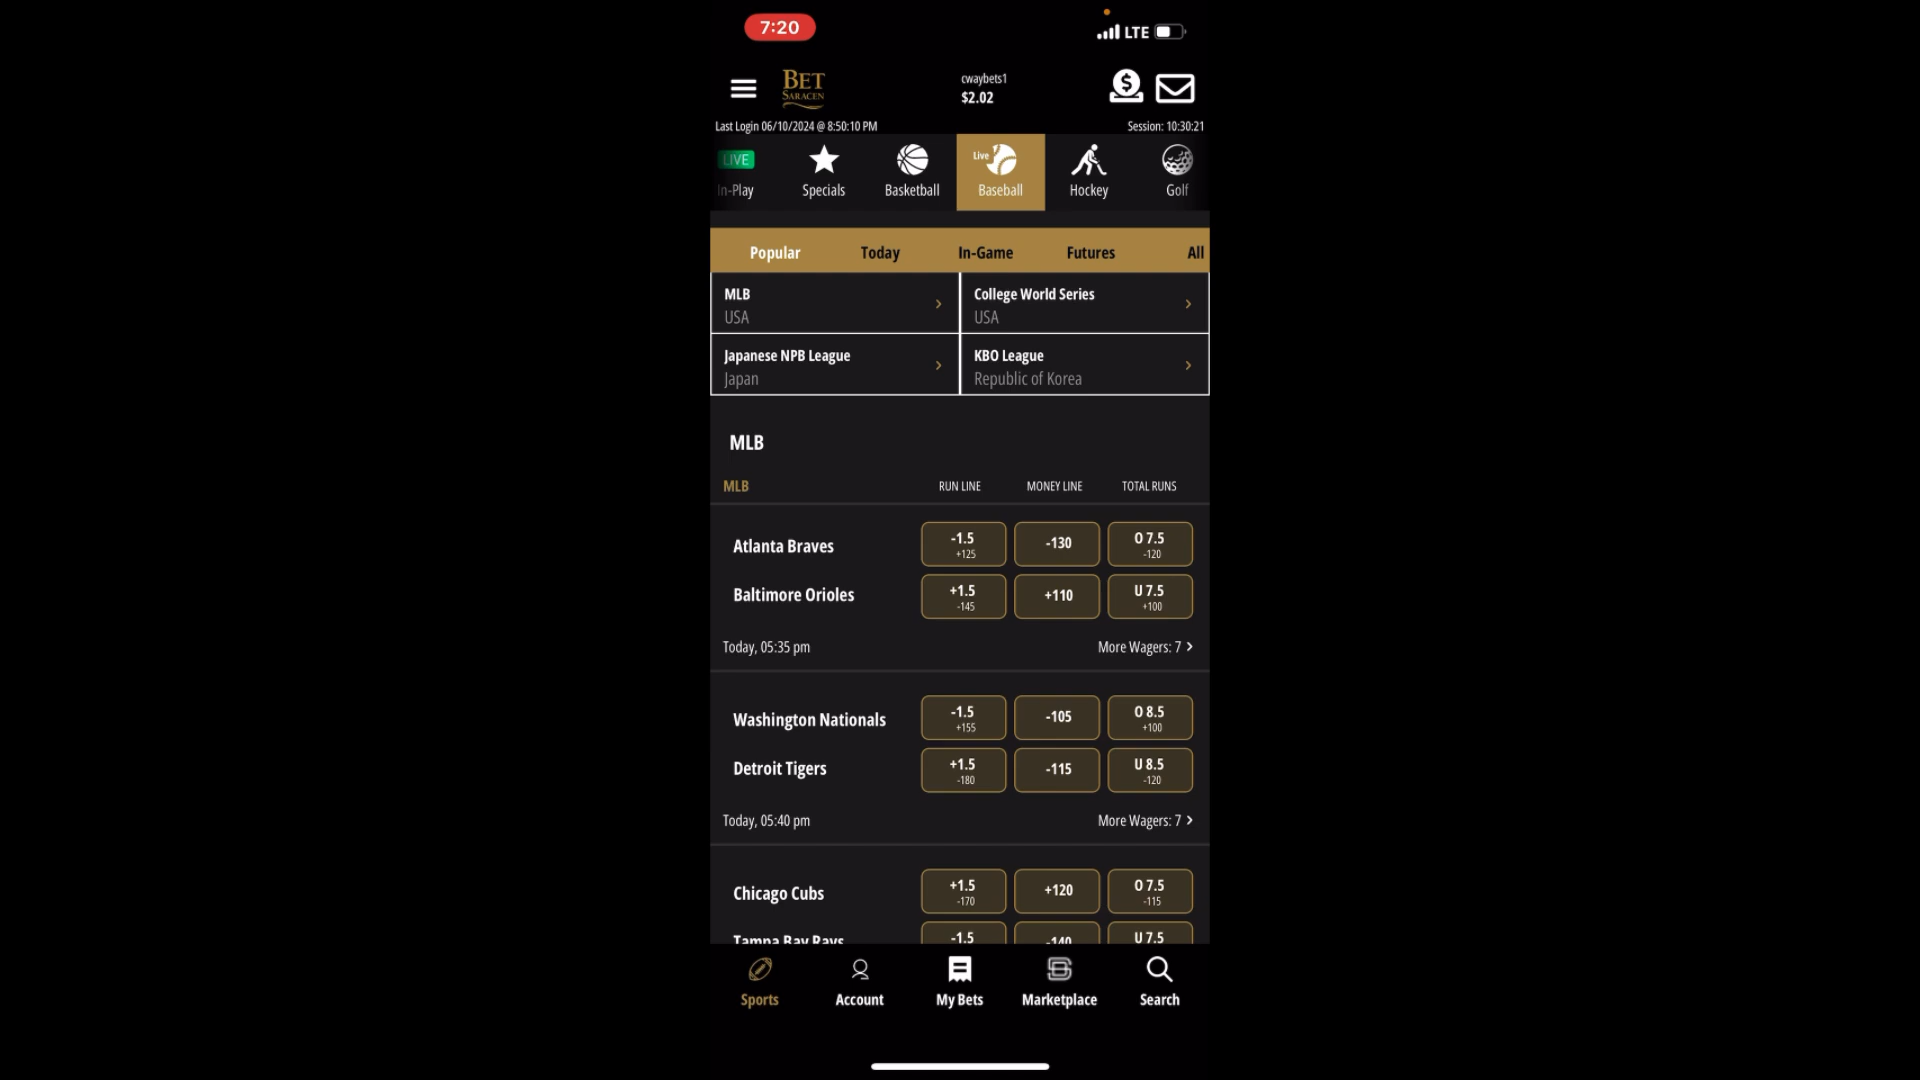 7:20
LTE
BET
SARACEN
cwaybets1
$2.02
$
Last Login 06/10/2024 @ 8:50:10 PM
Session: 10:30:21
LIVE
In-Play
Specials
Basketball
Live
Baseball
Hockey
Golf
Popular
Today
In-Game
Futures
All
MLB
USA
College World Series
USA
Japanese NPB League
Japan
KBO League
Republic of Korea
MLB
MLB
RUN LINE
MONEY LINE
TOTAL RUNS
Atlanta Braves
-1.5
+125
-130
O 7.5
-120
Baltimore Orioles
+1.5
-145
+110
U 7.5
+100
Today, 05:35 pm
More Wagers: 7
Washington Nationals
-1.5
+155
-105
O 8.5
+100
Detroit Tigers
+1.5
-180
-115
U 8.5
-120
Today, 05:40 pm
More Wagers: 7
Chicago Cubs
+1.5
-170
+120
O 7.5
-115
Tampa Bay Rays
-1.5
-140
U 7.5
Sports
Account
My Bets
Marketplace
Search